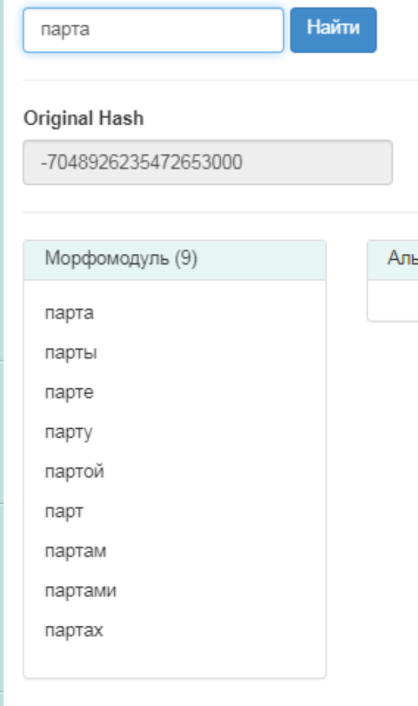 парта
Найти
Original Hash
-7048926235472653000
Морфомодуль (9)
парта
парты
парте
парту
партой
парт
партам
партами
партах